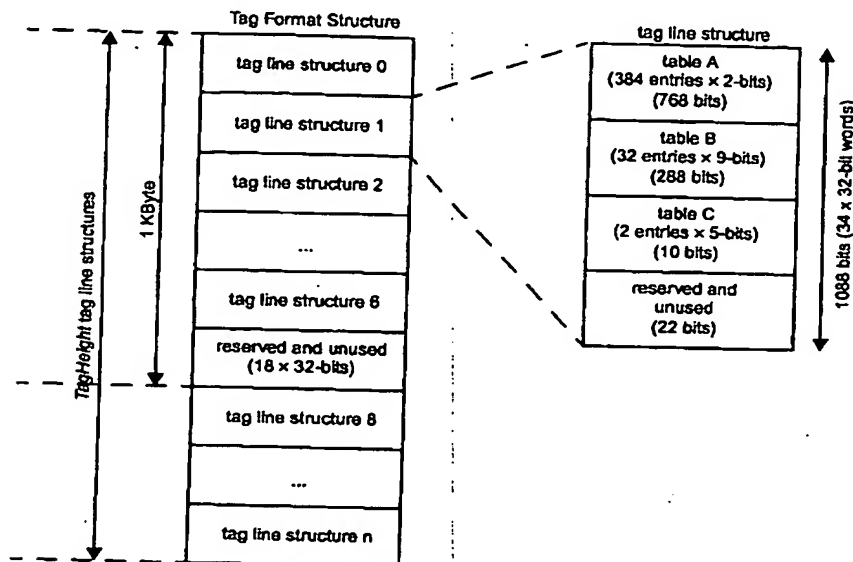 Tag Format Structure
tag line structure 0
tag line structure 1
tag line structure 2
...
tag line structure 6
reserved and unused
(18 x 32-bits)
tag line structure 8
...
tag line structure n
TagHeight tag line structures
1 KByte
tag line structure
table A
(384 entries × 2-bits)
(768 bits)
table B
(32 entries × 9-bits)
(288 bits)
table C
(2 entries × 5-bits)
(10 bits)
reserved and
unused
(22 bits)
1088 bits (34 x 32-bit words)